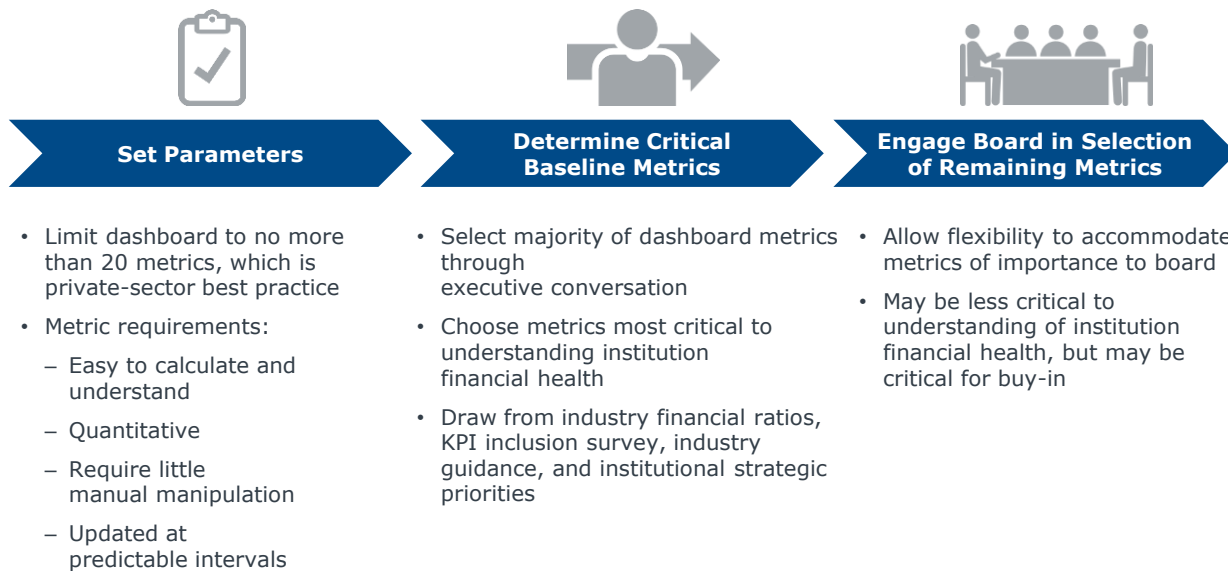 Set Parameters
• Limit dashboard to no more
than 20 metrics, which is
private-sector best practice
• Metric requirements:
– Easy to calculate and
understand
– Quantitative
– Require little
manual manipulation
– Updated at
predictable intervals
Determine Critical
Baseline Metrics
• Select majority of dashboard metrics
through
executive conversation
• Choose metrics most critical to
understanding institution
financial health
• Draw from industry financial ratios,
KPI inclusion survey, industry
guidance, and institutional strategic
priorities
Engage Board in Selection
of Remaining Metrics
• Allow flexibility to accommodate
metrics of importance to board
• May be less critical to
understanding of institution
financial health, but may be
critical for buy-in